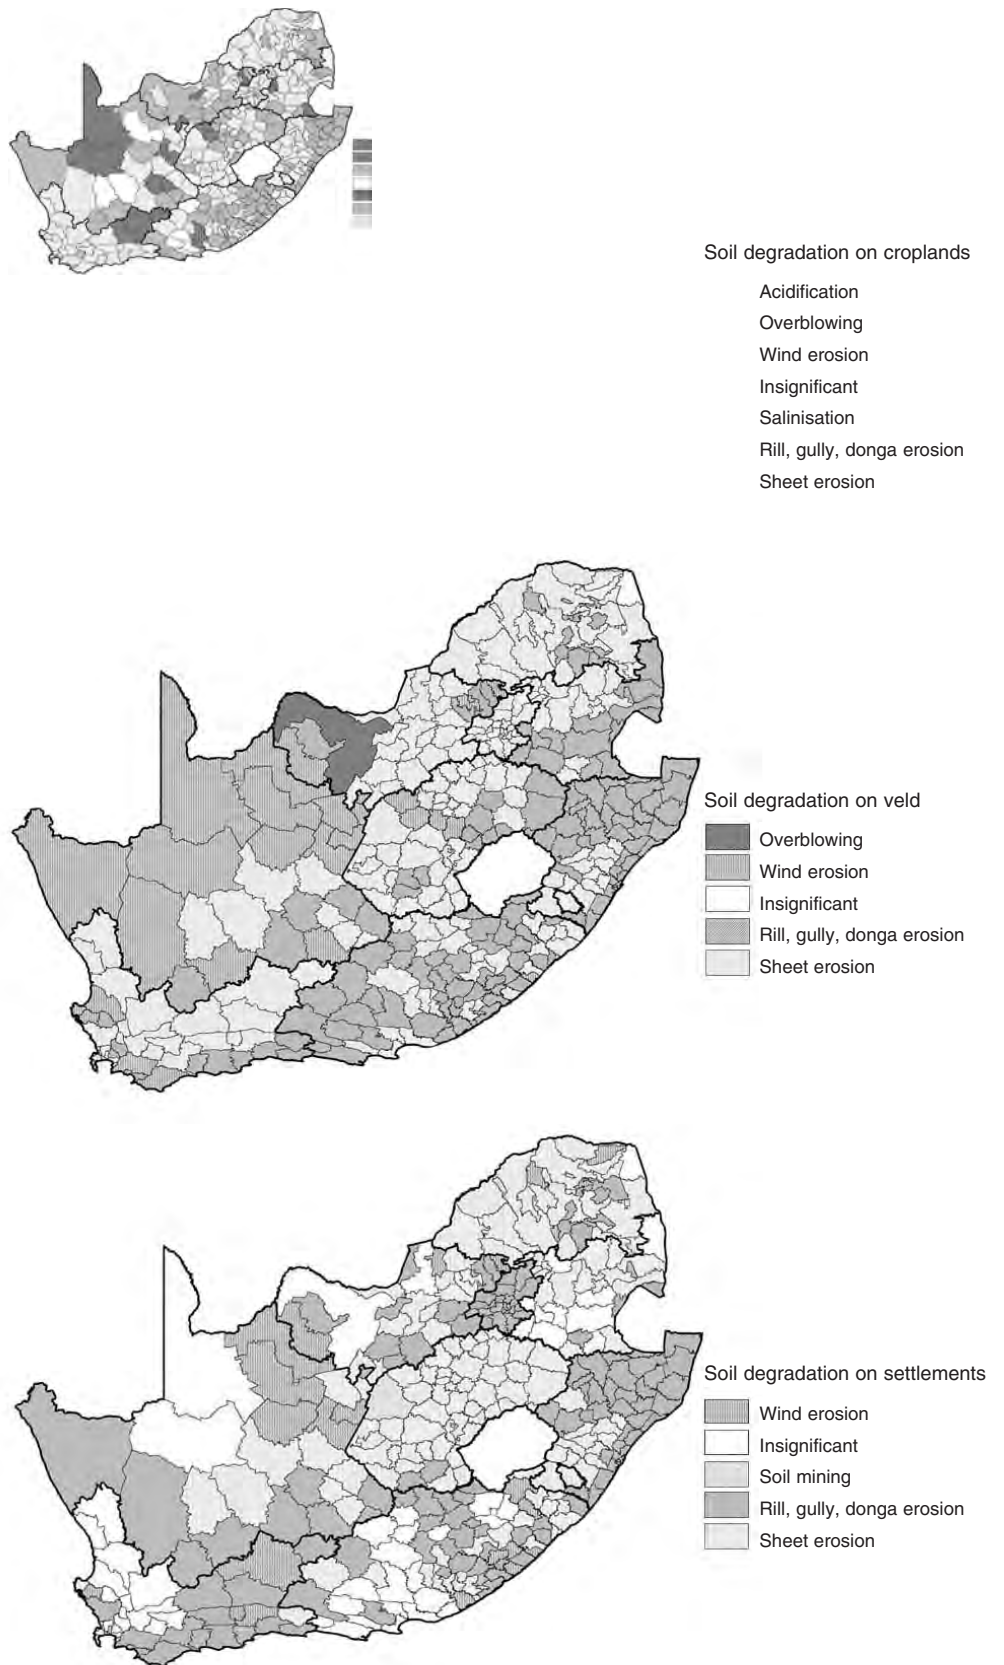 Soil degradation on croplands
Acidification
Overblowing
Wind erosion
Insignificant
Salinisation
Rill, gully, donga erosion
Sheet erosion
Soil degradation on veld
Overblowing
Wind erosion
Insignificant
Rill, gully, donga erosion
Sheet erosion
Soil degradation on settlements
Wind erosion
Insignificant
Soil mining
Rill, gully, donga erosion
Sheet erosion